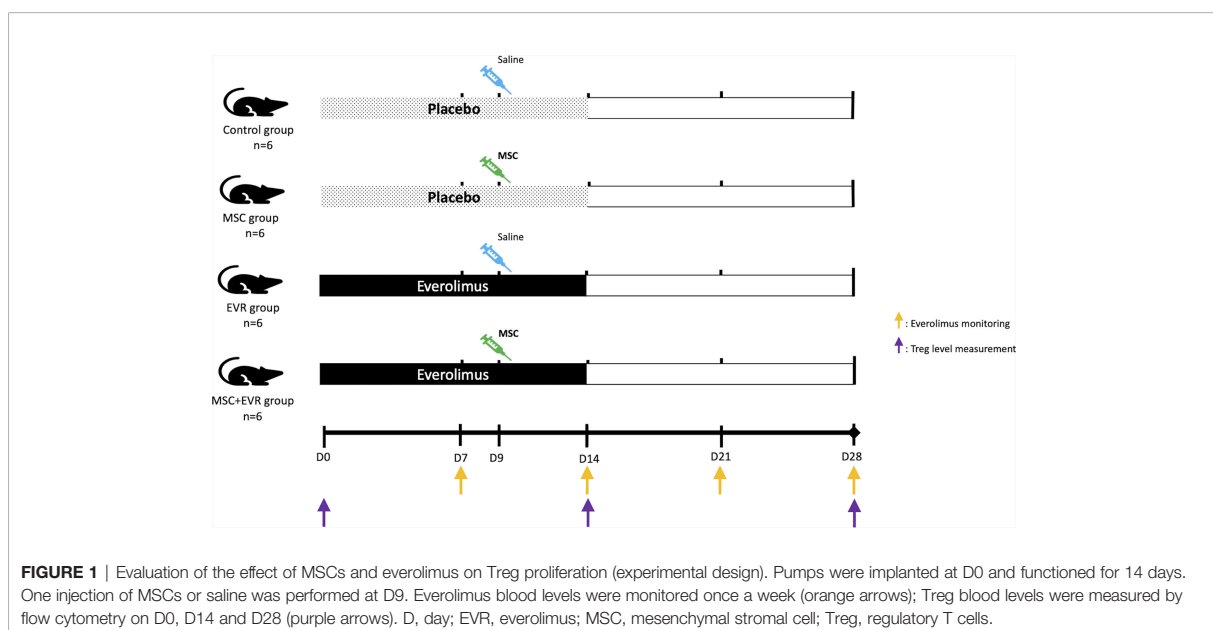 Saline
Placebo
Control group
n=6
MSC
Placebo
MSC group
n=6
Saline
Everolimus
EVR group
n=6
: Everolimus monitoring
: Treg level measurement
MSC
Everolimus
MSC+EVR group
n=6
D0 D7 D9 D14 D21 D28
FIGURE 1 | Evaluation of the effect of MSCs and everolimus on Treg proliferation (experimental design). Pumps were implanted at D0 and functioned for 14 days.
One injection of MSCs or saline was performed at D9. Everolimus blood levels were monitored once a week (orange arrows); Treg blood levels were measured by
flow cytometry on D0, D14 and D28 (purple arrows). D, day; EVR, everolimus; MSC, mesenchymal stromal cell; Treg, regulatory T cells.